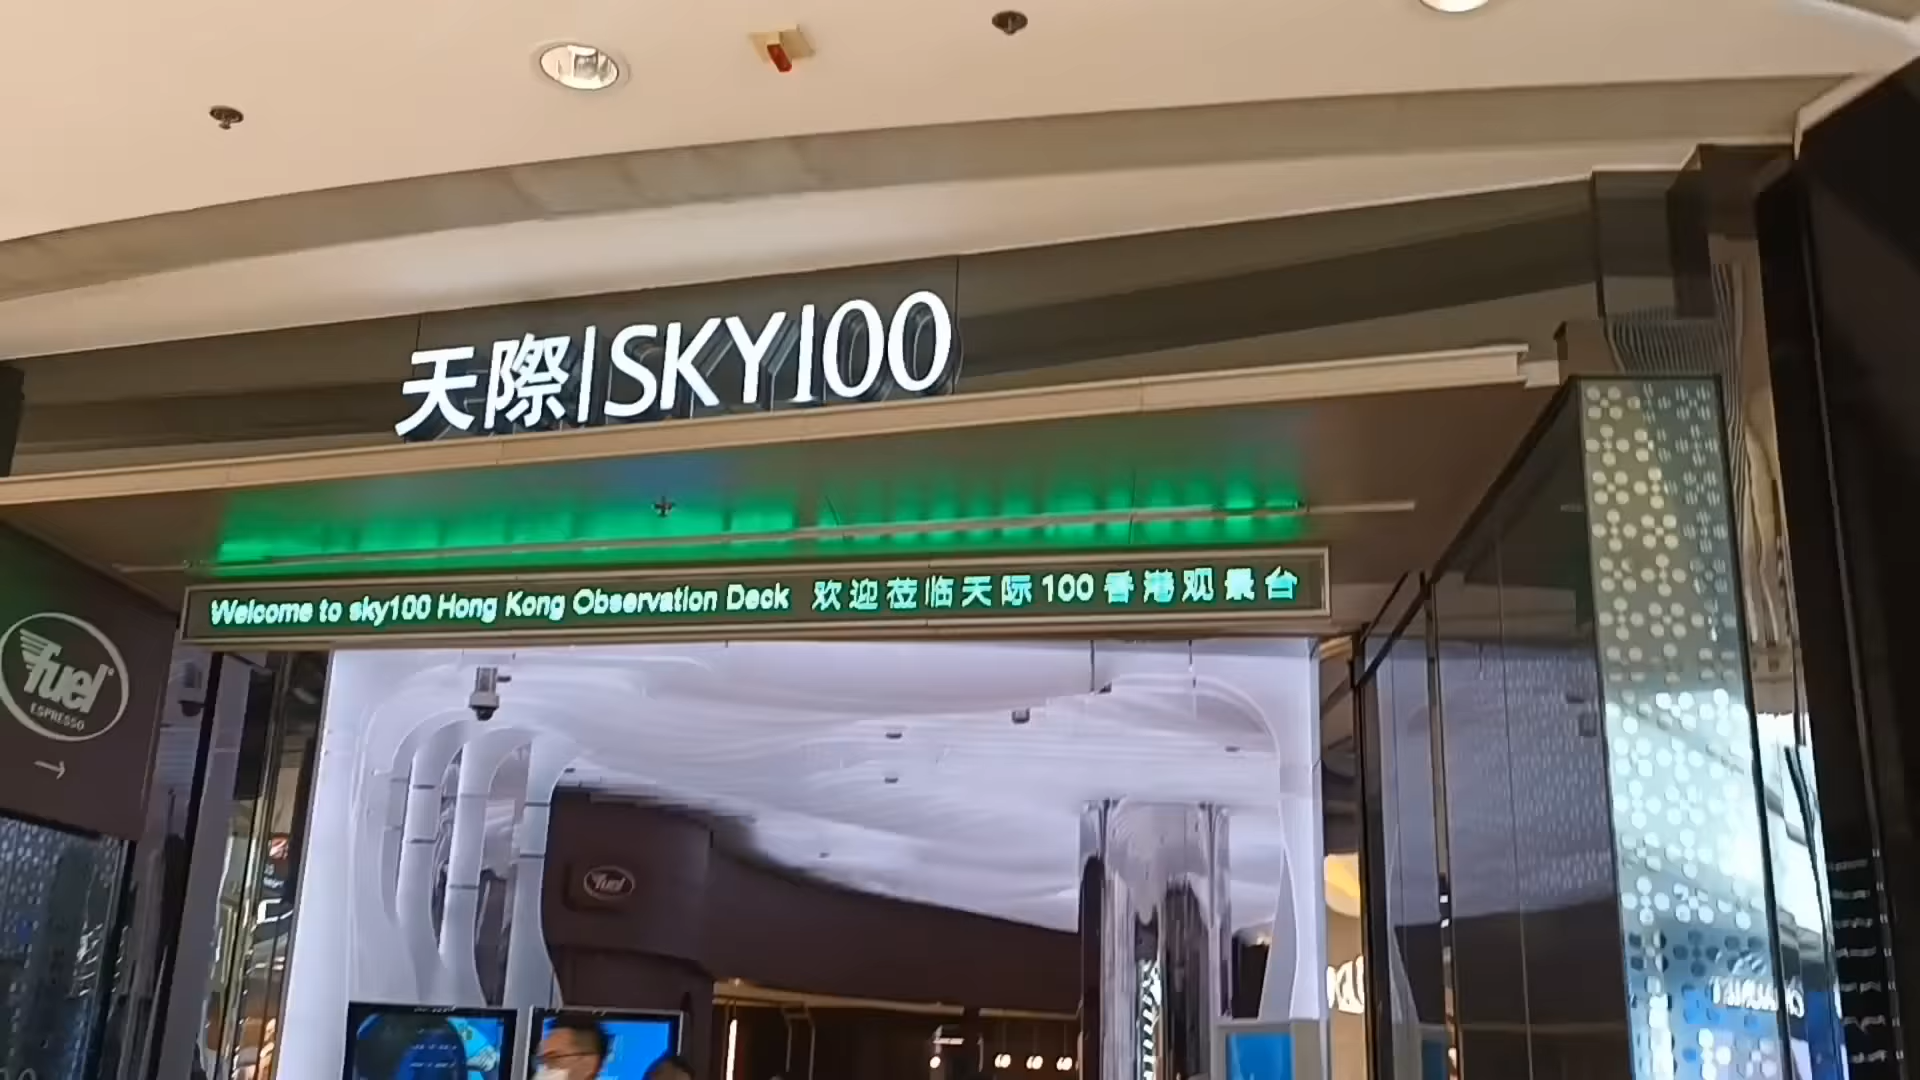 天際|SKY100
Welcome to sky100 Hong Kong Observation Deck 欢迎莅临天际100香港观景台
fuel
ESPRESSO
→
fuel